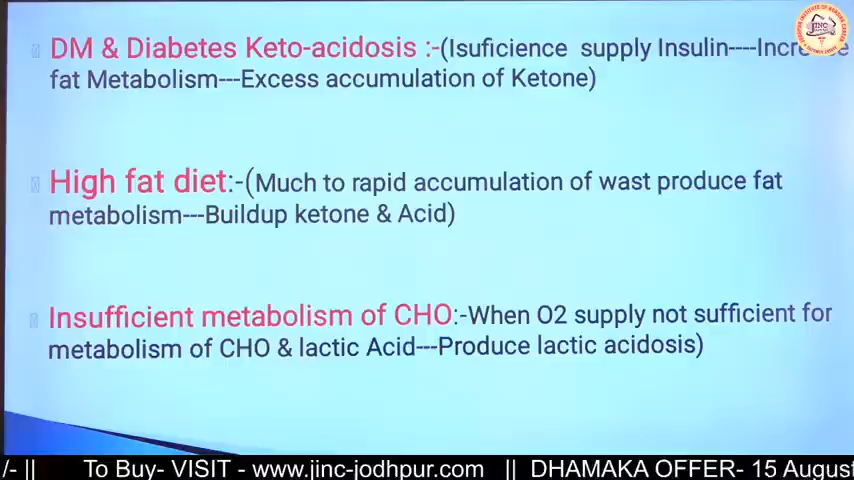 DM & Diabetes Keto-acidosis :-(Isuficience supply Insulin----Increase
fat Metabolism---Excess accumulation of Ketone)
High fat diet:-(Much to rapid accumulation of wast produce fat
metabolism---Buildup ketone & Acid)
Insufficient metabolism of CHO:-When O2 supply not sufficient for
metabolism of CHO & lactic Acid---Produce lactic acidosis)
JINC
/- || To Buy- VISIT - www.jinc-jodhpur.com || DHAMAKA OFFER- 15 August